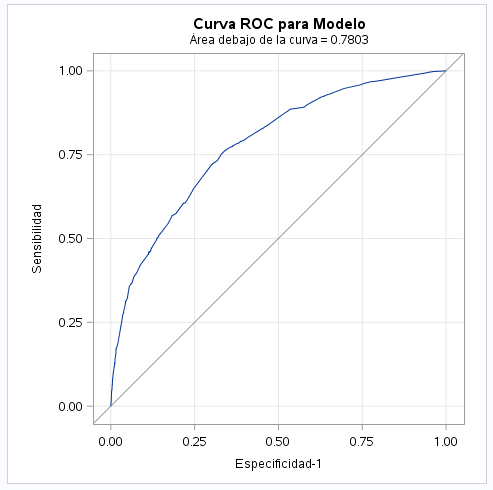 Curva ROC para Modelo
Área debajo de la curva = 0.7803
1.00
0.75
0.50
0.25
0.00
Sensibilidad
0.00 0.25 0.50 0.75 1.00
Especificidad-1